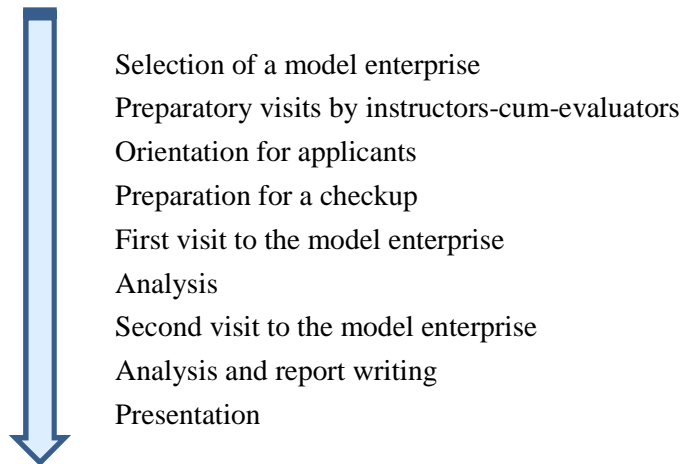 Selection of a model enterprise
Preparatory visits by instructors-cum-evaluators
Orientation for applicants
Preparation for a checkup
First visit to the model enterprise
Analysis
Second visit to the model enterprise
Analysis and report writing
Presentation